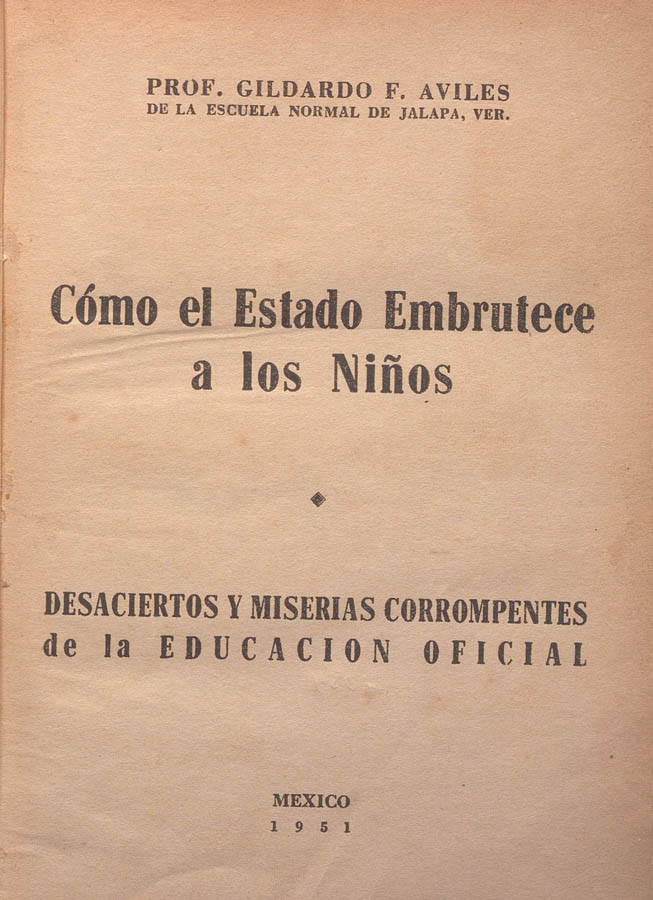 PROF. GILDARDO F. AVILES
DE LA ESCUELA NORMAL DE JALAPA, VER.
Cómo el Estado Embrutece
a los Niños
DESACIERTOS Y MISERIAS CORROMPENTES
de la EDUCACION OFICIAL
MEXICO
1951